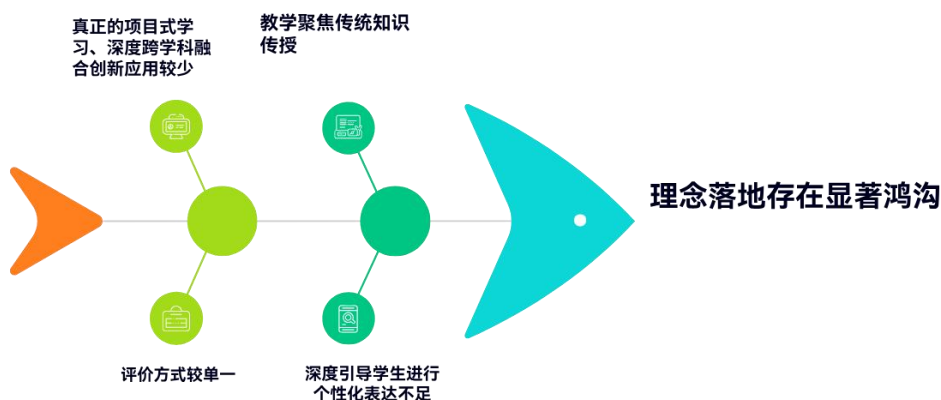 真正的项目式学
习、深度跨学科融
合创新应用较少
教学聚焦传统知识
传授
理念落地存在显著鸿沟
评价方式较单一
深度引导学生进行
个性化表达不足